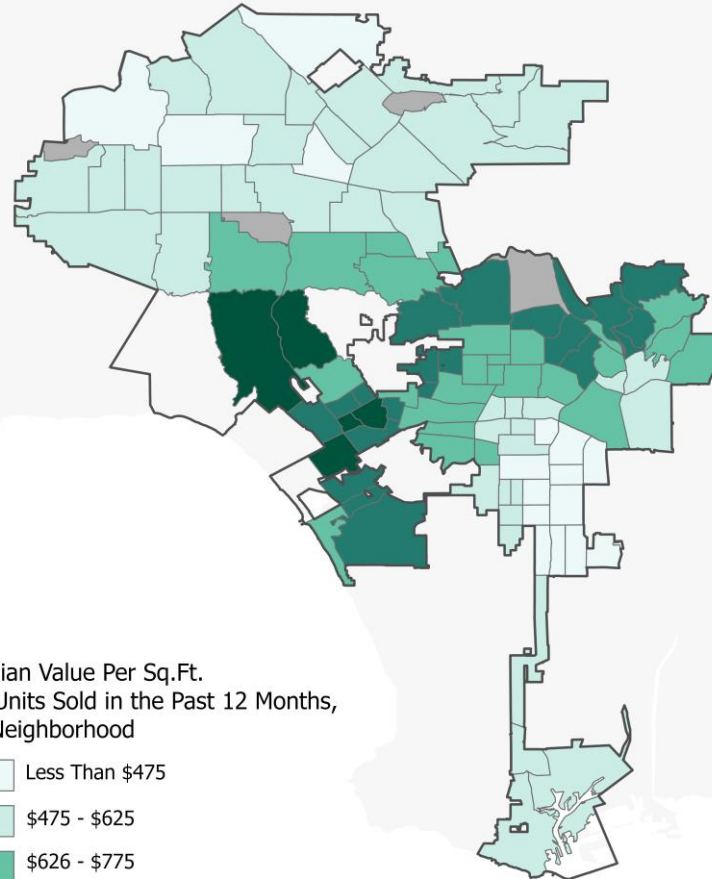 ian Value Per Sq.Ft.
Units Sold in the Past 12 Months,
Neighborhood
Less Than $475
$475 - $625
$626 - $775